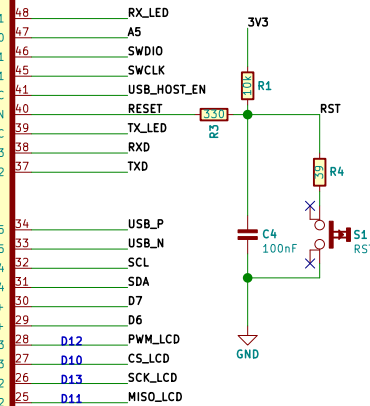 48 RX_LED
47 A5
46 SWDIO
45 SWCLK
41 USB_HOST_EN
40 RESET
39 TX_LED
38 RXD
37 TXD
34 USB_P
33 USB_N
32 SCL
31 SDA
30 D7
29 D6
28 D12 PWM_LCD
27 D10 CS_LCD
26 D13 SCK_LCD
25 D11 MISO_LCD
3V3
10k R1
330 R3
RST
39 R4
C4
100nF
S1
RS
GND